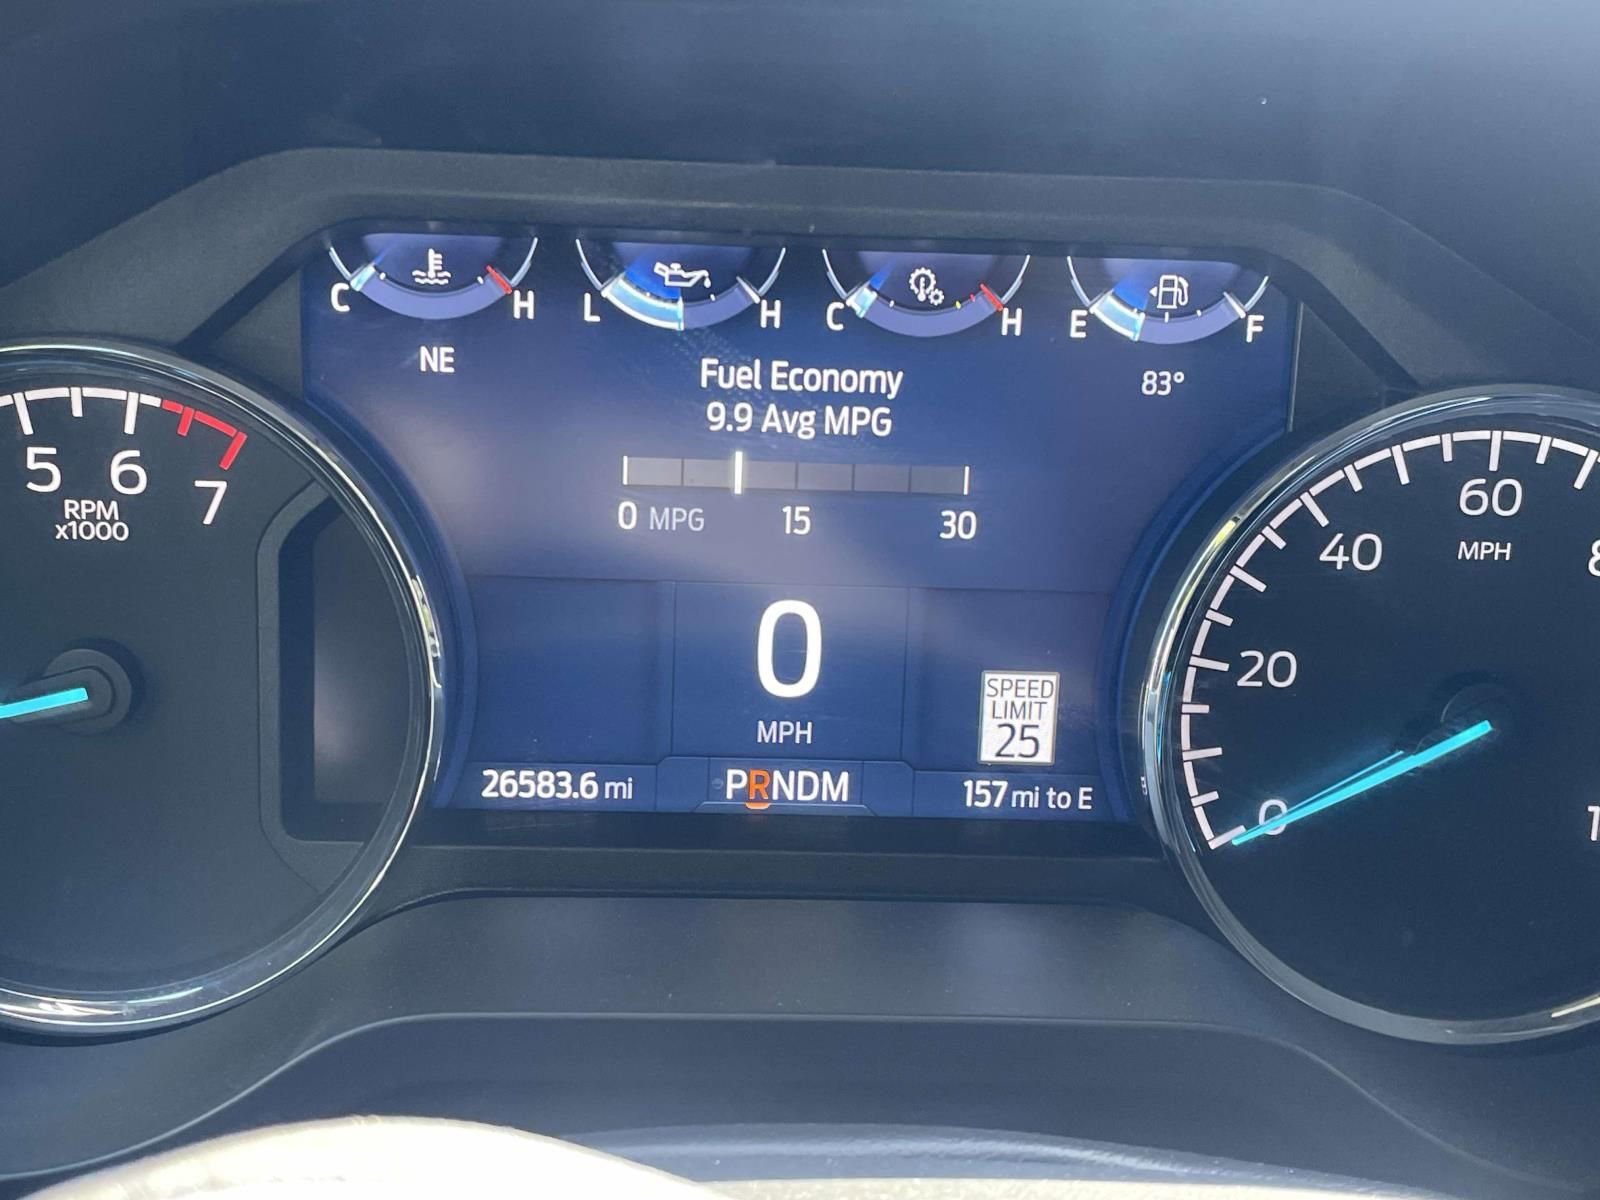 C H
L H
C H
E F
NE
83°
Fuel Economy
9.9 Avg MPG
0 MPG 15 30
5 6 7
RPM
x1000
0
MPH
SPEED
LIMIT
25
26583.6 mi
PRNDM
157 mi to E
0 20 40 60
MPH